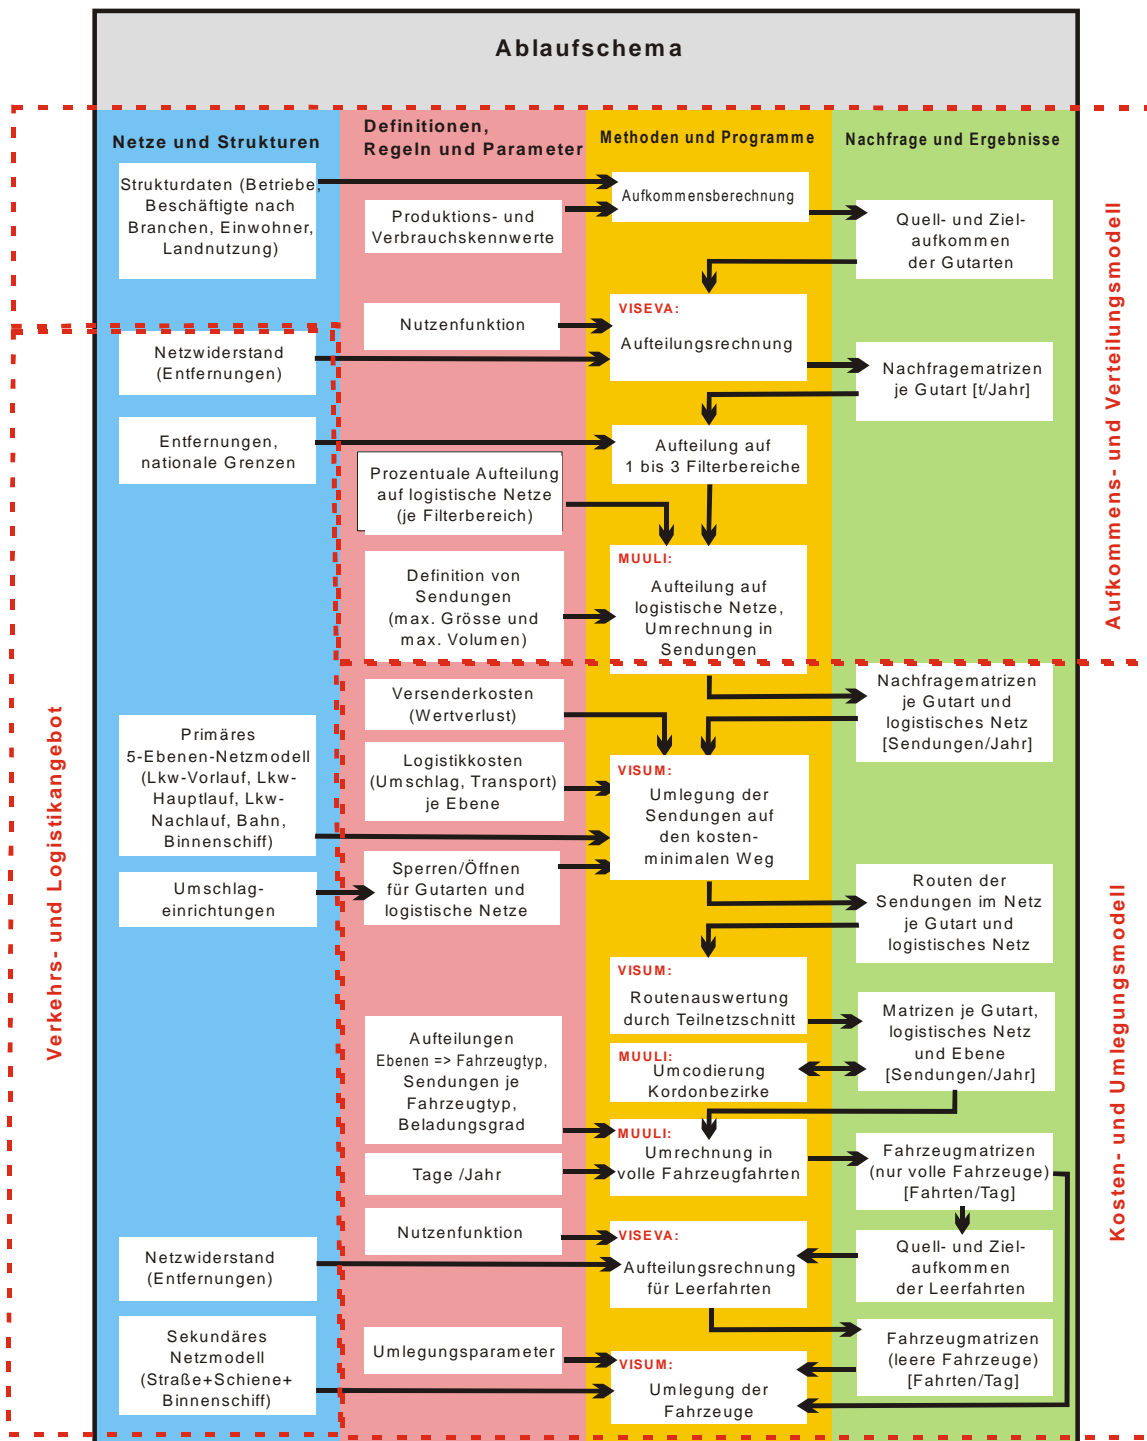 Ablaufschema
Netze und Strukturen
Definitionen,
Regeln und Parameter
Methoden und Programme
Nachfrage und Ergebnisse
Strukturdaten (Betriebe,
Beschäftigte nach
Branchen, Einwohner,
Landnutzung)
Produktions- und
Verbrauchskennwerte
Aufkommensberechnung
Quell- und Ziel-
aufkommen
der Gutarten
Nutzenfunktion
VISEVA:
Aufteilungsrechnung
Netzwiderstand
(Entfernungen)
Nachfragematrizen
je Gutart [t/Jahr]
Entfernungen,
nationale Grenzen
Aufteilung auf
1 bis 3 Filterbereiche
Prozentuale Aufteilung
auf logistische Netze
(je Filterbereich)
Definition von
Sendungen
(max. Grösse und
max. Volumen)
MUULI:
Aufteilung auf
logistische Netze,
Umrechnung in
Sendungen
Aufkommens- und Verteilungsmodell
Versenderkosten
(Wertverlust)
Nachfragematrizen
je Gutart und
logistisches Netz
[Sendungen/Jahr]
Primäres
5-Ebenen-Netzmodell
(Lkw-Vorlauf, Lkw-
Hauptlauf, Lkw-
Nachlauf, Bahn,
Binnenschiff)
Logistikkosten
(Umschlag, Transport)
je Ebene
VISUM:
Umlegung der
Sendungen auf
den kosten-
minimalen Weg
Umschlag-
einrichtungen
Sperren/Öffnen
für Gutarten und
logistische Netze
Routen der
Sendungen im Netz
je Gutart und
logistisches Netz
Verkehrs- und Logistikangebot
VISUM:
Routenauswertung
durch Teilnetzschnitt
Matrizen je Gutart,
logistisches Netz
und Ebene
[Sendungen/Jahr]
Aufteilungen
Ebenen => Fahrzeugtyp,
Sendungen je
Fahrzeugtyp,
Beladungsgrad
MUULI:
Umcodierung
Kordonbezirke
MUULI:
Umrechnung in
volle Fahrzeugfahrten
Tage /Jahr
Fahrzeugmatrizen
(nur volle Fahrzeuge)
[Fahrten/Tag]
Kosten- und Umlegungsmodell
Nutzenfunktion
Netzwiderstand
(Entfernungen)
VISEVA:
Aufteilungsrechnung
für Leerfahrten
Quell- und Ziel-
aufkommen
der Leerfahrten
Sekundäres
Netzmodell
(Straße+Schiene+
Binnenschiff)
Umlegungsparameter
VISUM:
Umlegung der
Fahrzeuge
Fahrzeugmatrizen
(leere Fahrzeuge)
[Fahrten/Tag]